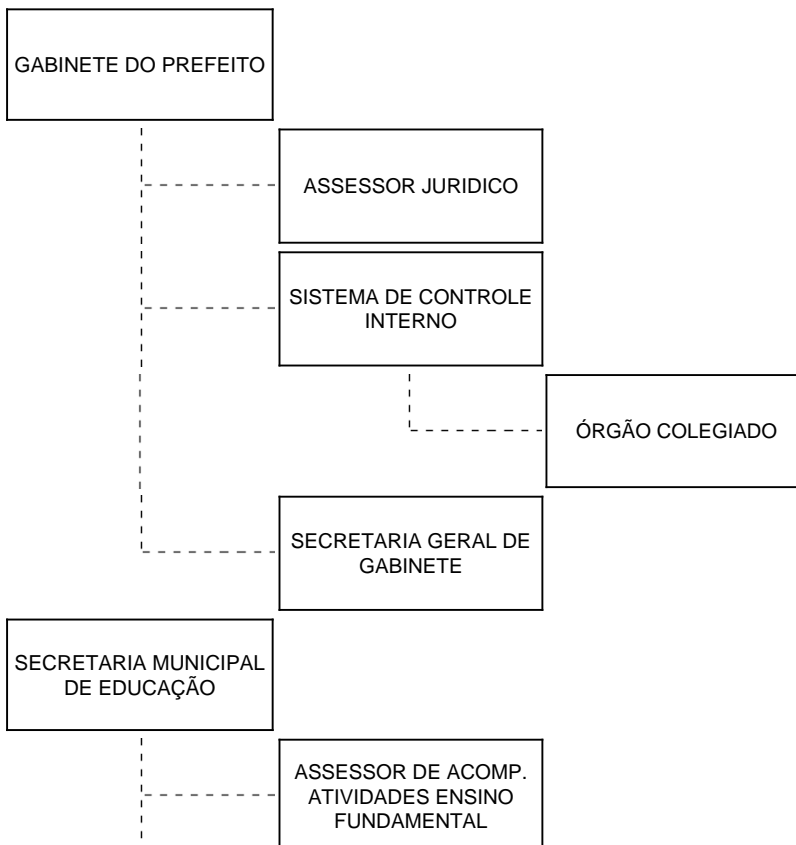 GABINETE DO PREFEITO
ASSESSOR JURIDICO
SISTEMA DE CONTROLE
INTERNO
ÓRGÃO COLEGIADO
SECRETARIA GERAL DE
GABINETE
SECRETARIA MUNICIPAL
DE EDUCAÇÃO
ASSESSOR DE ACOMP.
ATIVIDADES ENSINO
FUNDAMENTAL